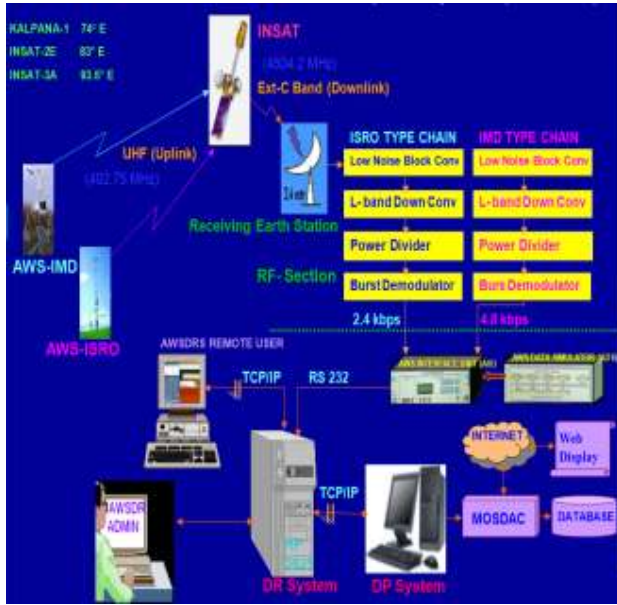 KALPANA-1 74° E
INSAT-2E 83° E
INSAT-3A 93.5° E
INSAT
(4504.2 MHz)
Ext-C Band (Downlink)
UHF (Uplink)
(402.75 MHz)
AWS-IMD
AWS-ISRO
2.4 mtr
Receiving Earth Station
RF- Section
ISRO TYPE CHAIN
IMD TYPE CHAIN
Low Noise Block Conv
Low Noise Block Conv
L- band Down Conv
L- band Down Conv
Power Divider
Power Divider
Burst Demodulator
Burs Demodulator
2.4 kbps
4.8 kbps
AWSDRS REMOTE USER
TCP/IP
RS 232
INTERNET
Web
Display
TCP/IP
AWSDR
ADMIN
MOSDAC
DATABASE
DR System
DP System